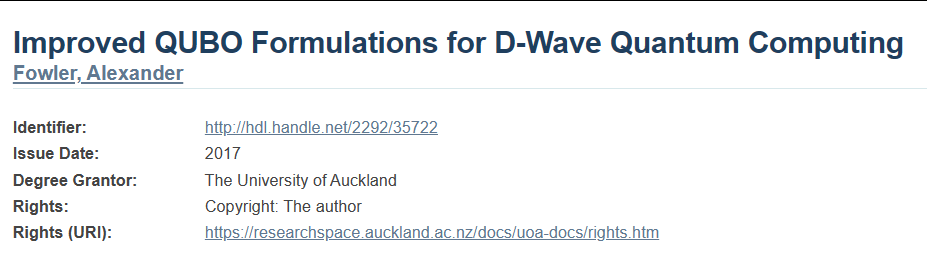 Improved QUBO Formulations for D-Wave Quantum Computing
Fowler, Alexander
Identifier: http://hdl.handle.net/2292/35722
Issue Date: 2017
Degree Grantor: The University of Auckland
Rights: Copyright: The author
Rights (URI): https://researchspace.auckland.ac.nz/docs/uoa-docs/rights.htm